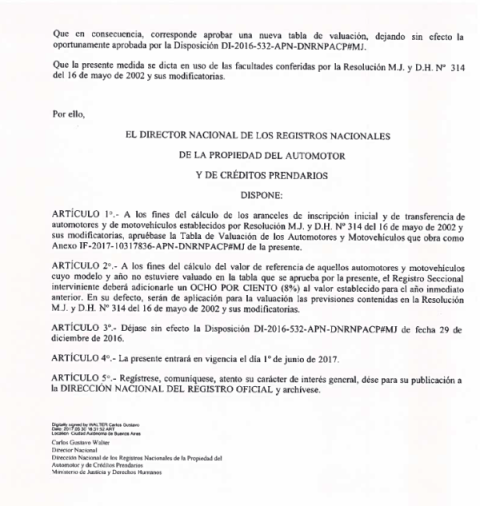 Que en consecuencia, corresponde aprobar una nueva tabla de valuación, dejando sin efecto la
oportunamente aprobada por la Disposición DI-2016-532-APN-DNRNPACP#MJ.
Que la presente medida se dicta en uso de las facultades conferidas por la Resolución M.J. y D.H. Nº 314
del 16 de mayo de 2002 y sus modificatorias.
Por ello,
EL DIRECTOR NACIONAL DE LOS REGISTROS NACIONALES
DE LA PROPIEDAD DEL AUTOMOTOR
Y DE CRÉDITOS PRENDARIOS
DISPONE:
ARTÍCULO 1º.- A los fines del cálculo de los aranceles de inscripción inicial y de transferencia de
automotores y de motovehículos establecidos por Resolución M.J. y D.H. Nº 314 del 16 de mayo de 2002 y
sus modificatorias, apruébase la Tabla de Valuación de los Automotores y Motovehículos que obra como
Anexo IF-2017-10317836-APN-DNRNPACP#MJ de la presente.
ARTÍCULO 2º.- A los fines del cálculo del valor de referencia de aquellos automotores y motovehículos
cuyo modelo y año no estuviere valuado en la tabla que se aprueba por la presente, el Registro Seccional
interviniente deberá adicionarle un OCHO POR CIENTO (8%) al valor establecido para el año inmediato
anterior. En su defecto, serán de aplicación para la valuación las previsiones contenidas en la Resolución
M.J. y D.H. Nº 314 del 16 de mayo de 2002 y sus modificatorias.
ARTÍCULO 3º.- Déjase sin efecto la Disposición DI-2016-532-APN-DNRNPACP#MJ de fecha 29 de
diciembre de 2016.
ARTÍCULO 4º.- La presente entrará en vigencia el día 1º de junio de 2017.
ARTÍCULO 5º.- Regístrese, comuníquese, atento su carácter de interés general, dése para su publicación a
la DIRECCIÓN NACIONAL DEL REGISTRO OFICIAL y archívese.
Digitally signed by WALTER Carlos Gustavo
Location: Ciudad Autónoma de Buenos Aires
Carlos Gustavo Walter
Director Nacional
Dirección Nacional de los Registros Nacionales de la Propiedad del
Automotor y de Créditos Prendarios
Ministerio de Justicia y Derechos Humanos